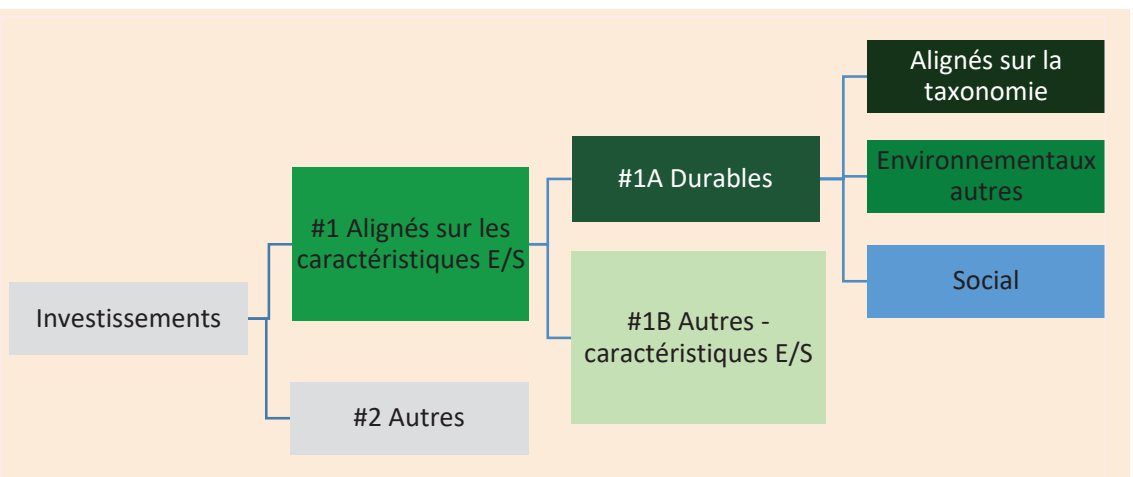 Investissements
#1 Alignés sur les
caractéristiques E/S
#2 Autres
#1A Durables
#1B Autres -
caractéristiques E/S
Alignés sur la
taxonomie
Environnementaux
autres
Social